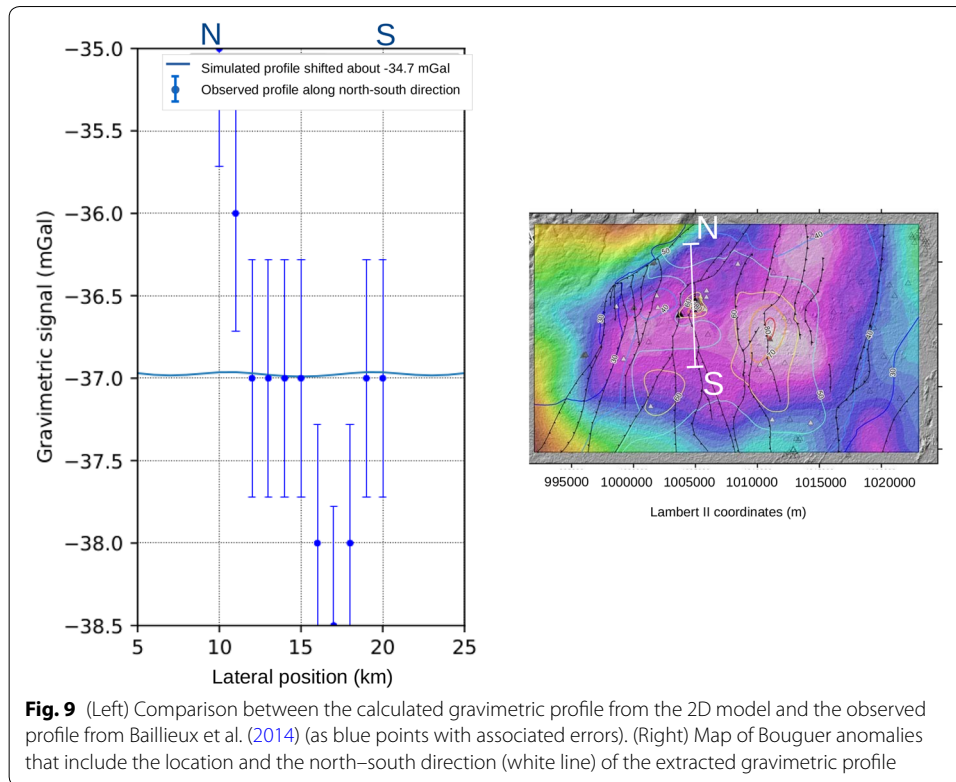 N S
−35.0
Simulated profile shifted about -34.7 mGal
Observed profile along north-south direction
−35.5
−36.0
−36.5
−37.0
−37.5
−38.0
−38.5
Gravimetric signal (mGal)
5 10 15 20 25
Lateral position (km)
N
S
995000 1000000 1005000 1010000 1015000 1020000
Lambert II coordinates (m)
Fig. 9 (Left) Comparison between the calculated gravimetric profile from the 2D model and the observed
profile from Baillieux et al. (2014) (as blue points with associated errors). (Right) Map of Bouguer anomalies
that include the location and the north–south direction (white line) of the extracted gravimetric profile